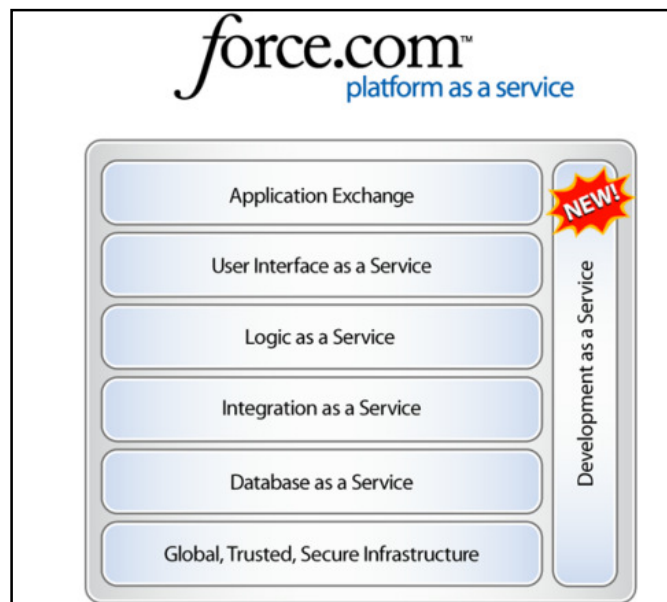 force.com™
platform as a service
Application Exchange
NEW!
User Interface as a Service
Logic as a Service
Integration as a Service
Database as a Service
Global, Trusted, Secure Infrastructure
Development as a Service